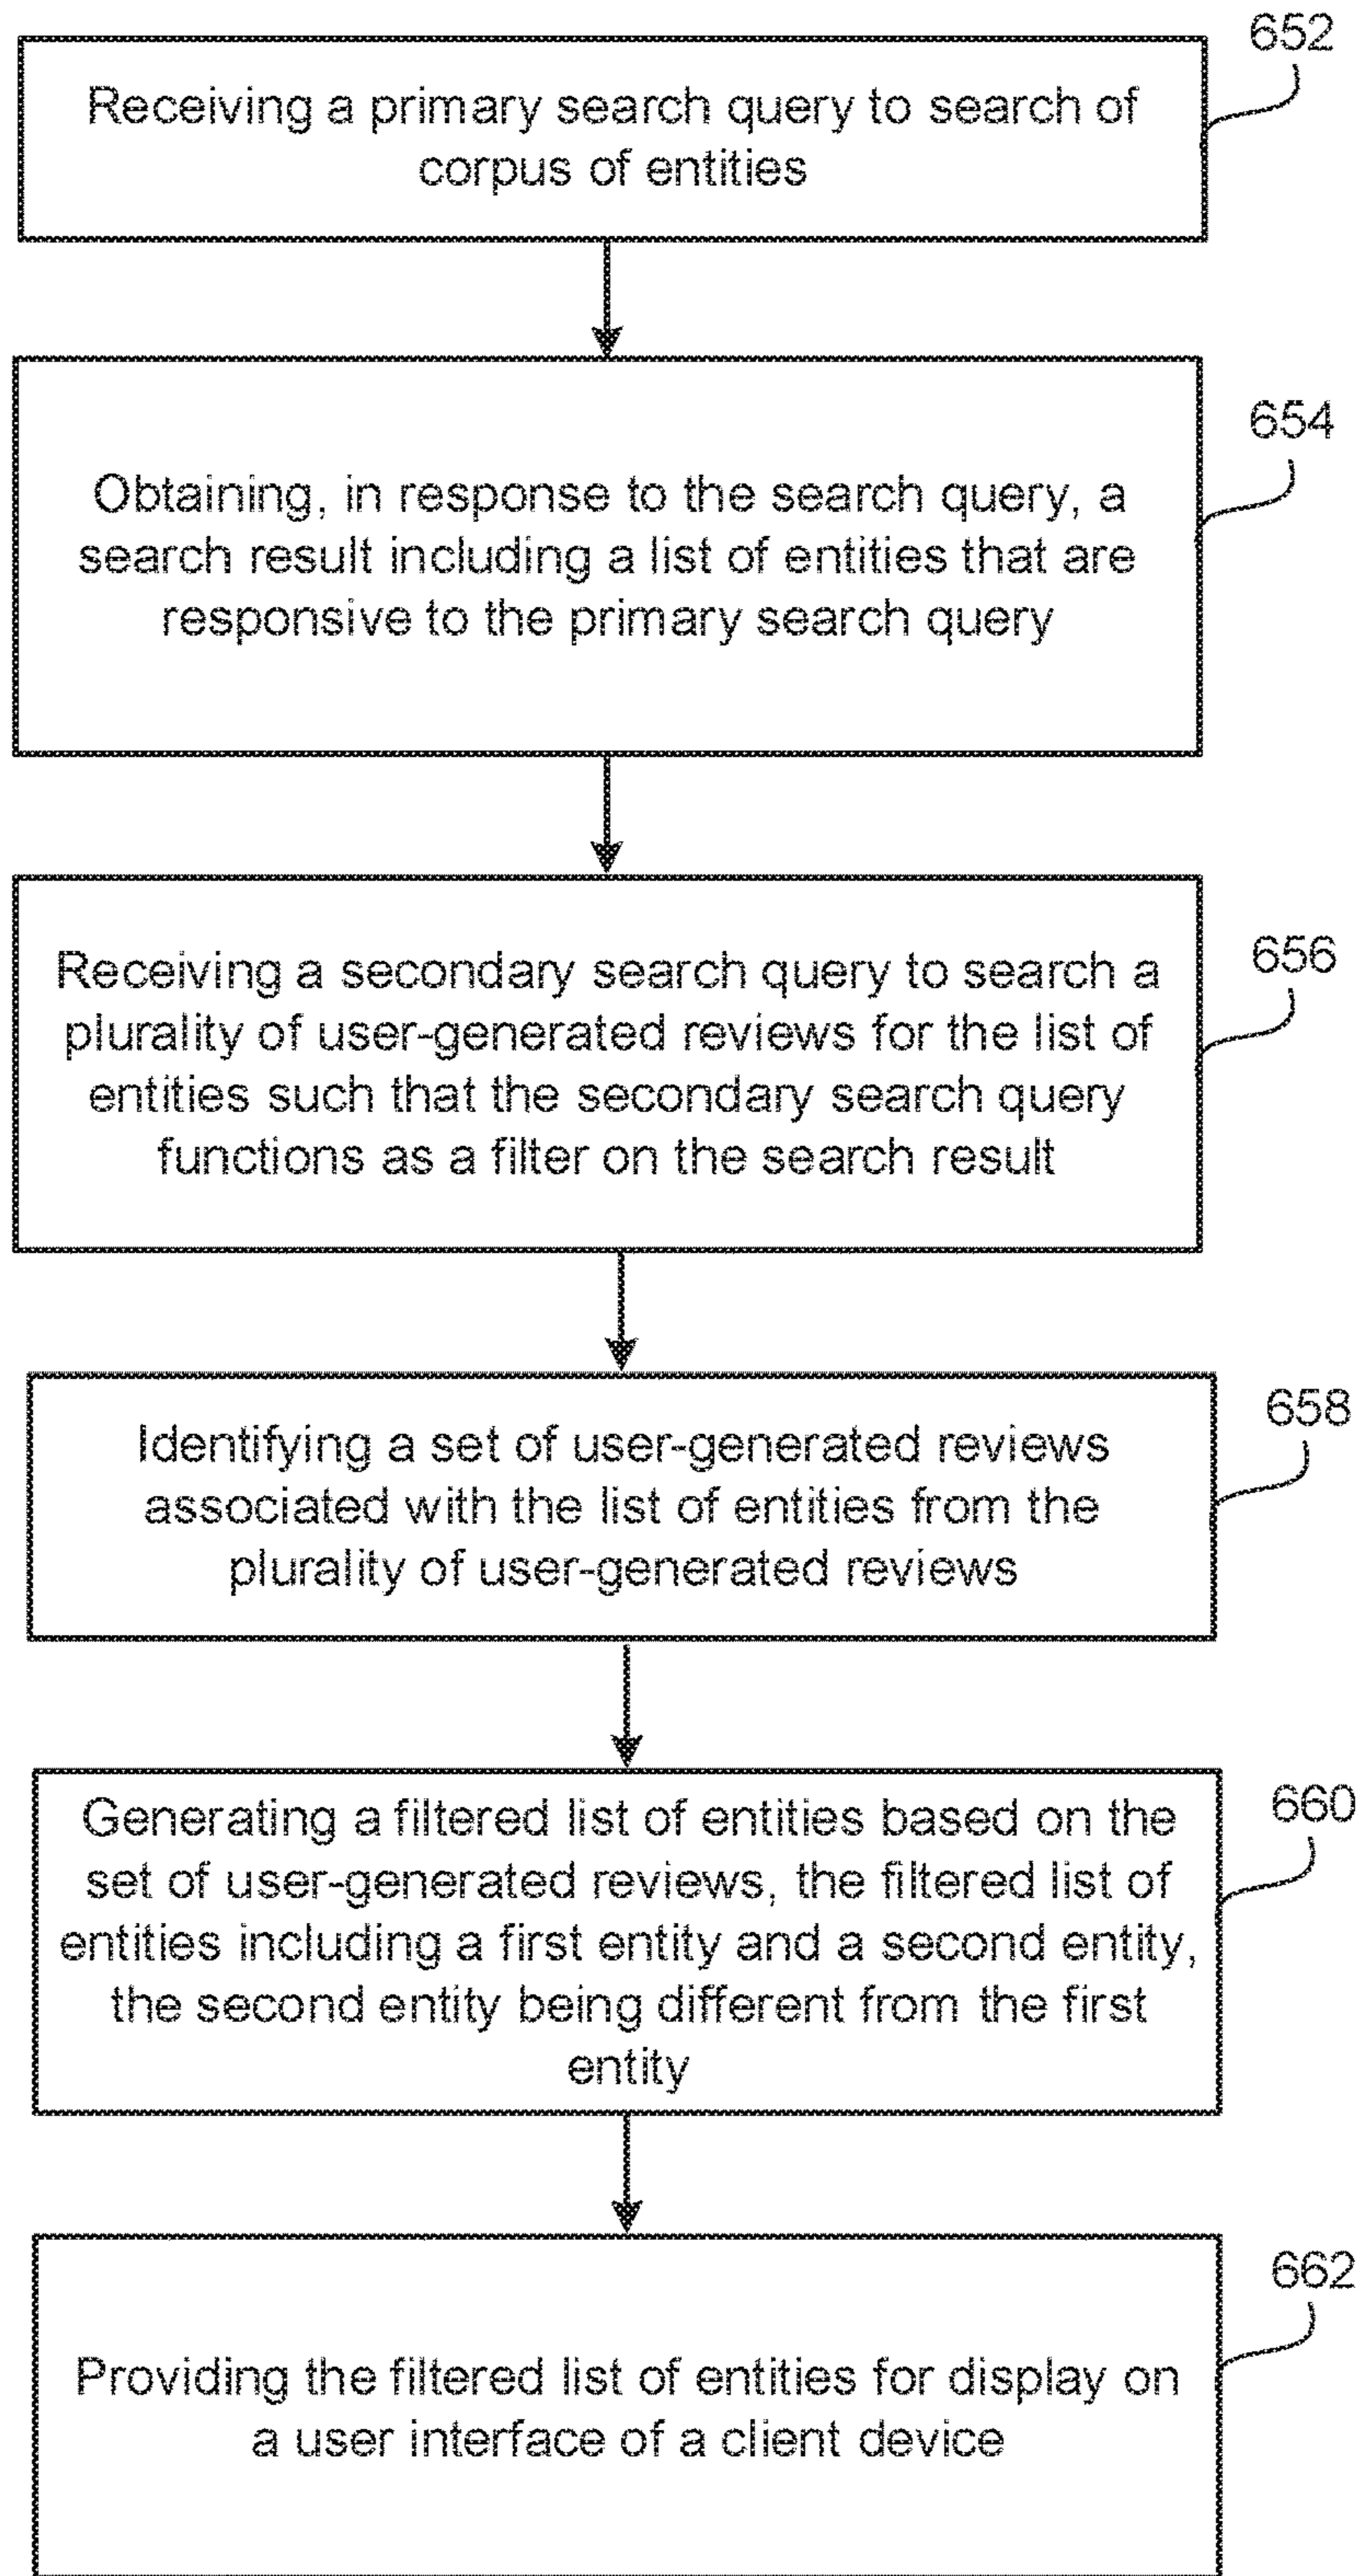 652
Receiving a primary search query to search of
corpus of entities
654
Obtaining, in response to the search query, a
search result including a list of entities that are
responsive to the primary search query
656
Receiving a secondary search query to search a
plurality of user-generated reviews for the list of
entities such that the secondary search query
functions as a filter on the search result
658
Identifying a set of user-generated reviews
associated with the list of entities from the
plurality of user-generated reviews
660
Generating a filtered list of entities based on the
set of user-generated reviews, the filtered list of
entities including a first entity and a second entity,
the second entity being different from the first
entity
662
Providing the filtered list of entities for display on
a user interface of a client device